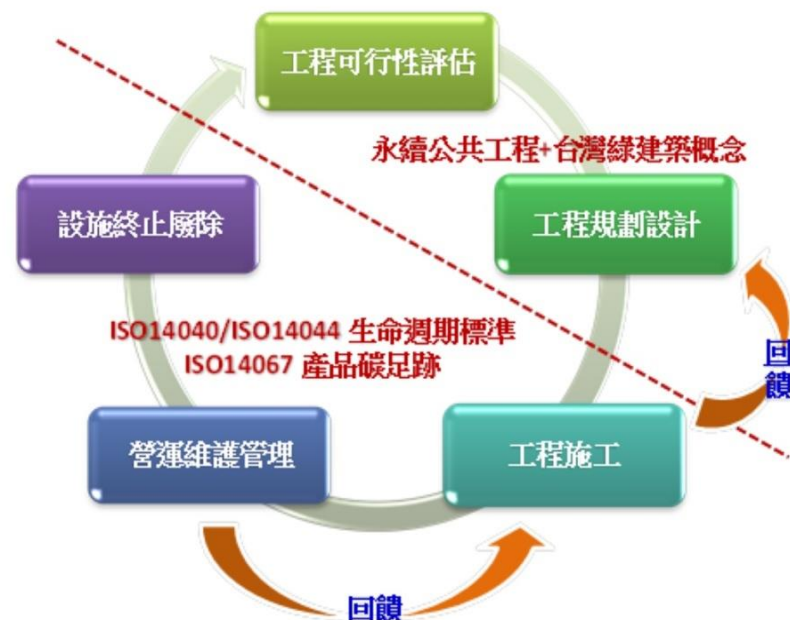 工程可行性評估
永續公共工程+台灣綠建築概念
設施終止廢除
工程規劃設計
ISO14040/ISO14044 生命週期標準
ISO14067 產品碳足跡
回
饋
營運維護管理
工程施工
回饋